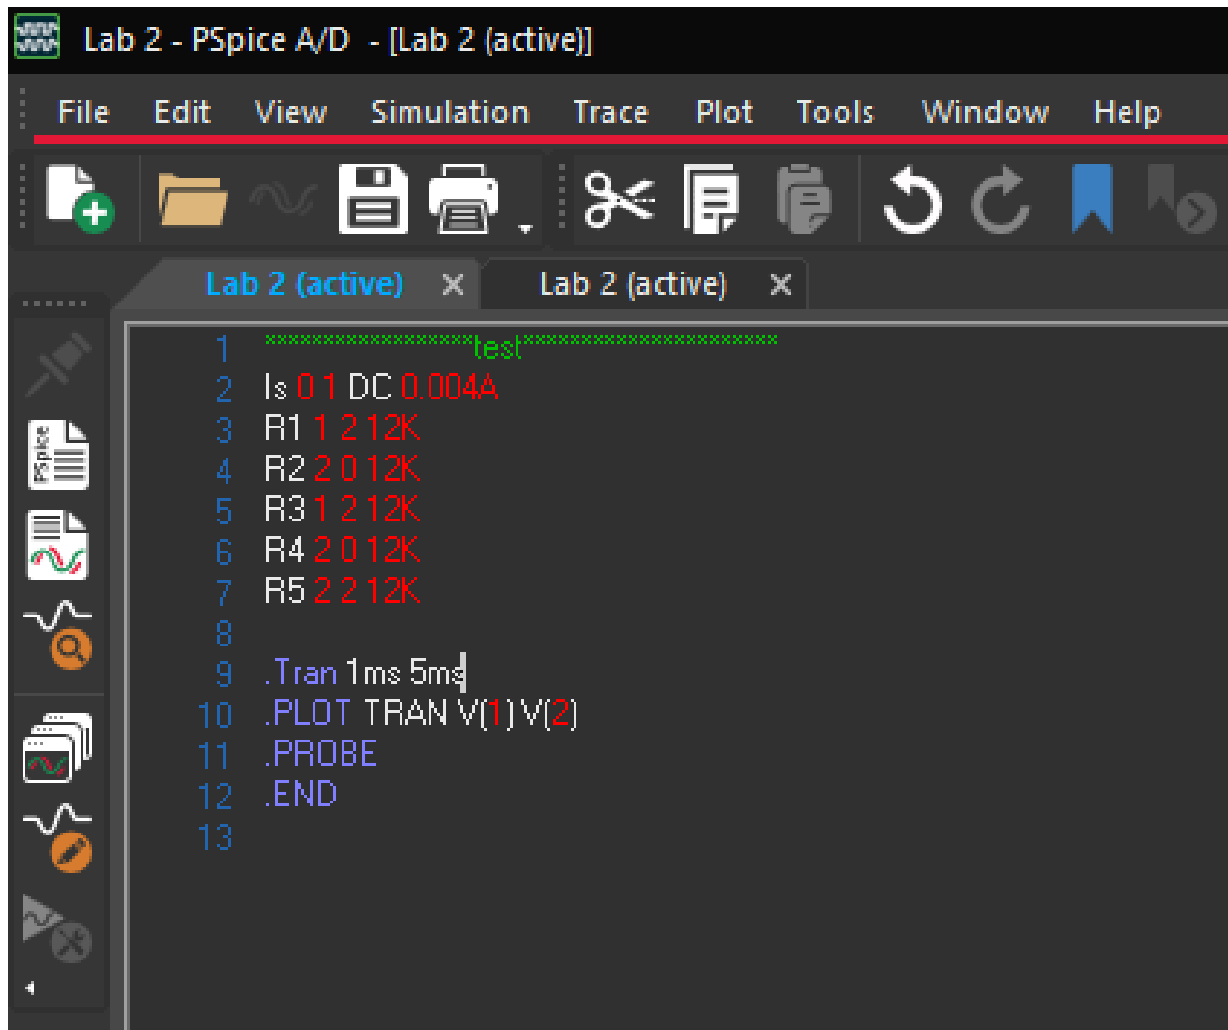 Lab 2 - PSpice A/D - [Lab 2 (active)]
File Edit View Simulation Trace Plot Tools Window Help
Lab 2 (active) x Lab 2 (active) x
PSpice
1 ******************test**********************
2 Is 0 1 DC 0.004A
3 R1 1 2 12K
4 R2 2 0 12K
5 R3 1 2 12K
6 R4 2 0 12K
7 R5 2 2 12K
8
9 .Tran 1ms 5ms
10 .PLOT TRAN V(1) V(2)
11 .PROBE
12 .END
13